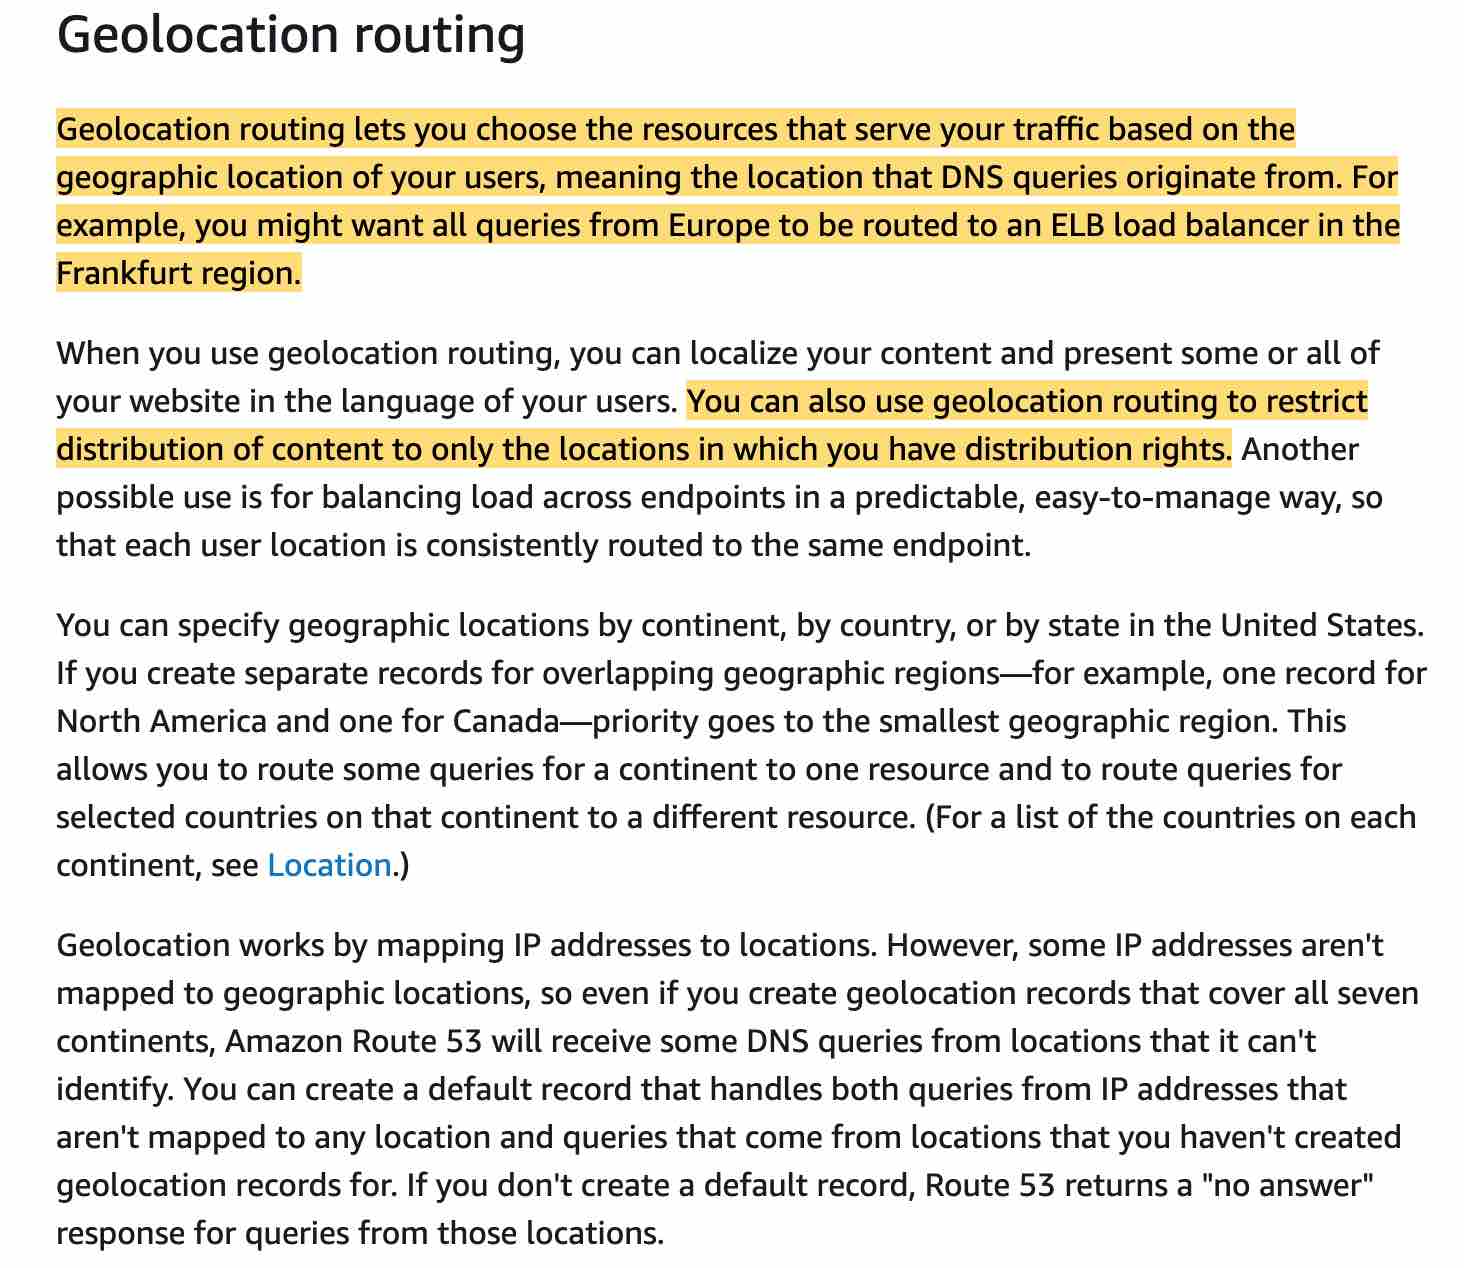 Geolocation routing
Geolocation routing lets you choose the resources that serve your traffic based on the
geographic location of your users, meaning the location that DNS queries originate from. For
example, you might want all queries from Europe to be routed to an ELB load balancer in the
Frankfurt region.
When you use geolocation routing, you can localize your content and present some or all of
your website in the language of your users. You can also use geolocation routing to restrict
distribution of content to only the locations in which you have distribution rights. Another
possible use is for balancing load across endpoints in a predictable, easy-to-manage way, so
that each user location is consistently routed to the same endpoint.
You can specify geographic locations by continent, by country, or by state in the United States.
If you create separate records for overlapping geographic regions—for example, one record for
North America and one for Canada—priority goes to the smallest geographic region. This
allows you to route some queries for a continent to one resource and to route queries for
selected countries on that continent to a different resource. (For a list of the countries on each
continent, see Location.)
Geolocation works by mapping IP addresses to locations. However, some IP addresses aren't
mapped to geographic locations, so even if you create geolocation records that cover all seven
continents, Amazon Route 53 will receive some DNS queries from locations that it can't
identify. You can create a default record that handles both queries from IP addresses that
aren't mapped to any location and queries that come from locations that you haven't created
geolocation records for. If you don't create a default record, Route 53 returns a "no answer"
response for queries from those locations.